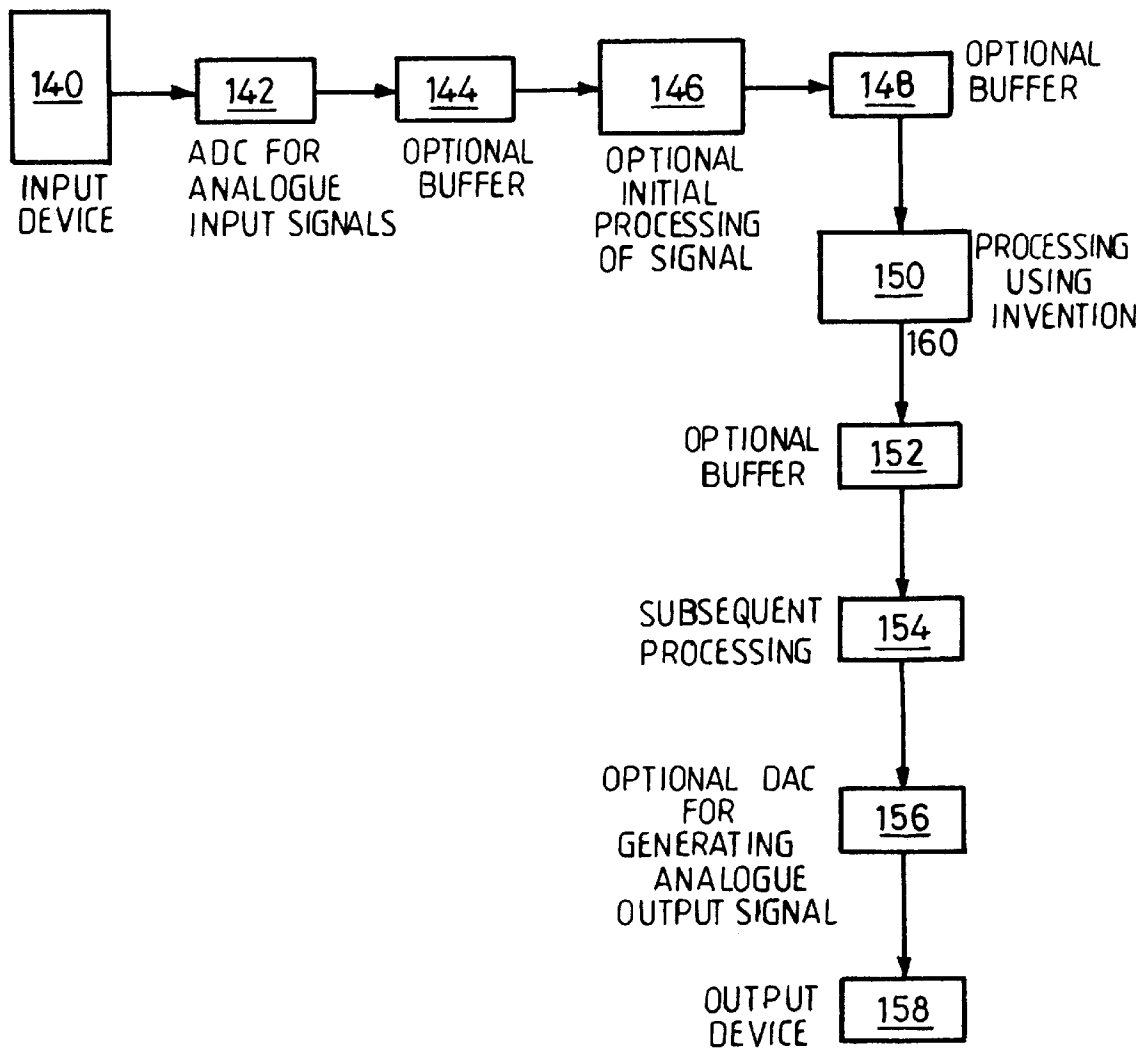 140
INPUT
DEVICE
142
ADC FOR
ANALOGUE
INPUT SIGNALS
144
OPTIONAL
BUFFER
146
OPTIONAL
INITIAL
PROCESSING
OF SIGNAL
148
OPTIONAL
BUFFER
150
PROCESSING
USING
INVENTION
160
OPTIONAL
BUFFER
152
SUBSEQUENT
PROCESSING
154
OPTIONAL DAC
FOR
GENERATING
ANALOGUE
OUTPUT SIGNAL
156
OUTPUT
DEVICE
158